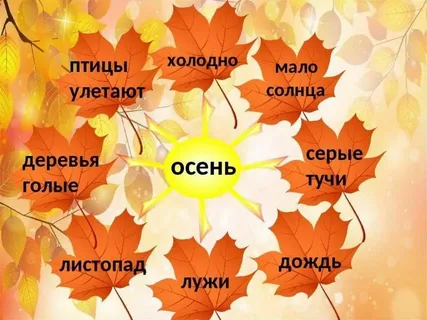 птицы
улетают
холодно
мало
солнца
деревья
голые
осень
серые
тучи
листопад
лужи
дождь